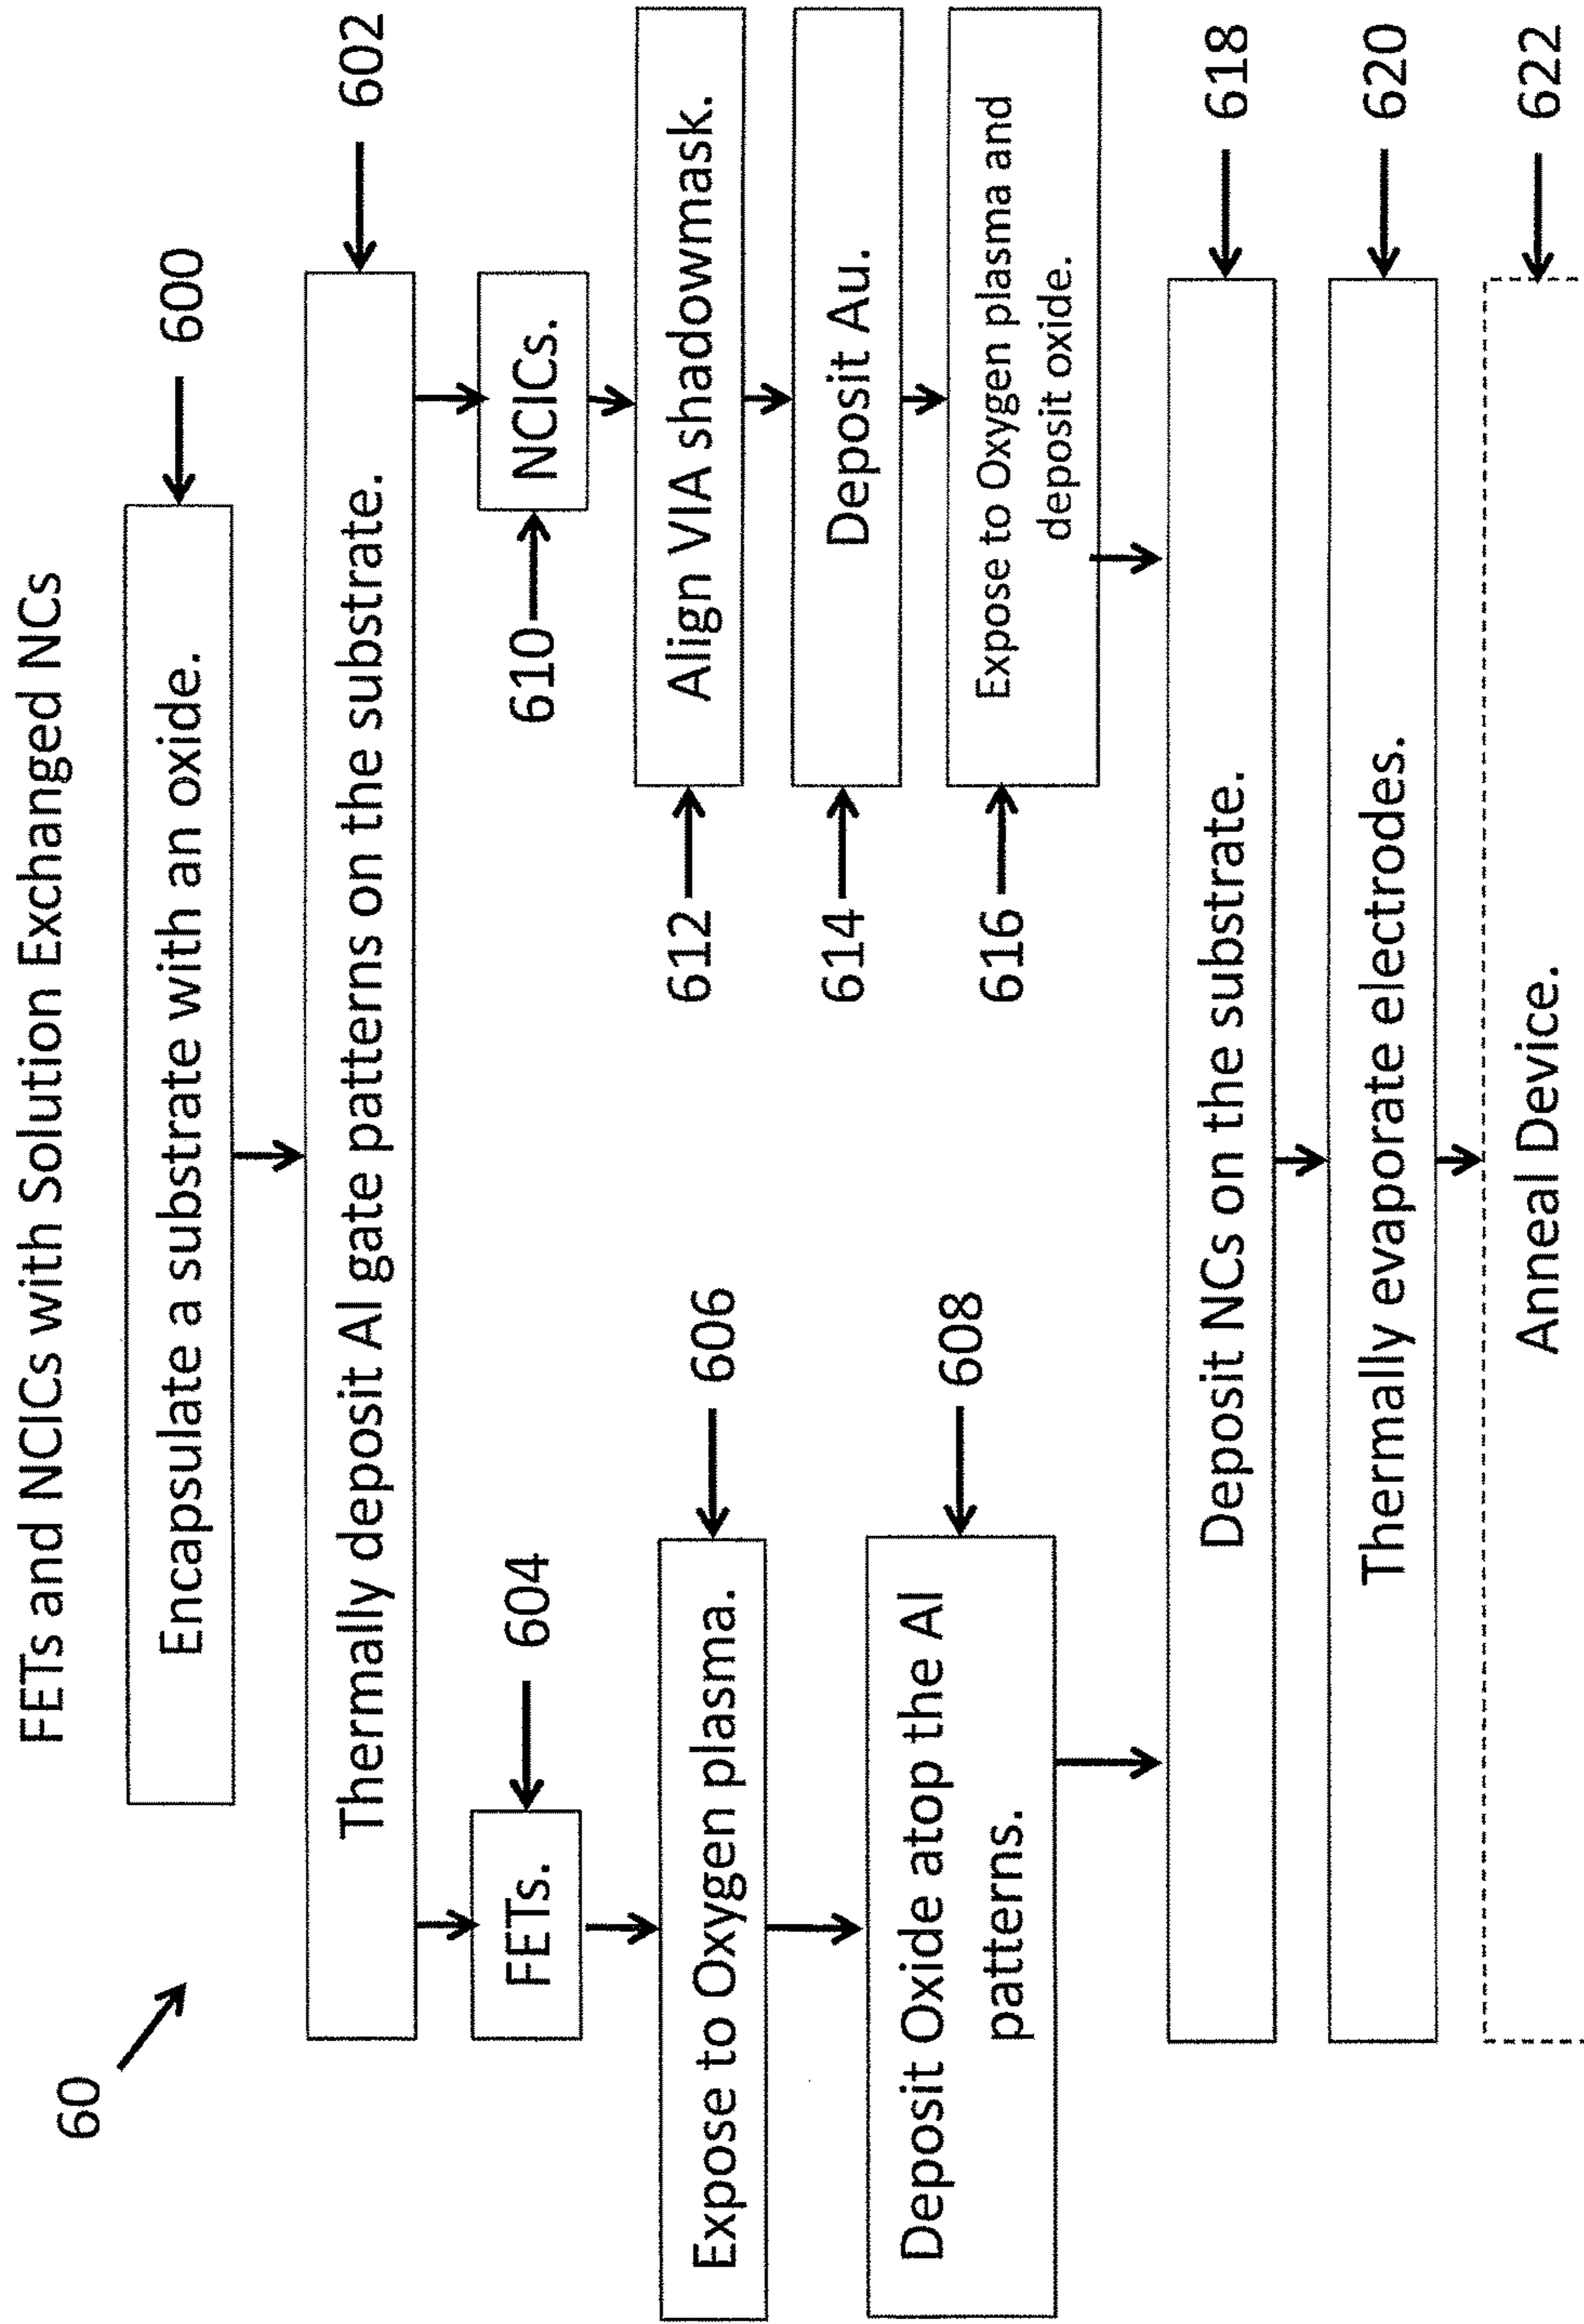 FETs and NCICs with Solution Exchanged NCs
60
600
Encapsulate a substrate with an oxide.
602
Thermally deposit Al gate patterns on the substrate.
FETs.
604
606
Expose to Oxygen plasma.
608
Deposit Oxide atop the Al
patterns.
610
NCICs.
612
Align VIA shadowmask.
614
Deposit Au.
616
Expose to Oxygen plasma and
deposit oxide.
618
Deposit NCs on the substrate.
620
Thermally evaporate electrodes.
622
Anneal Device.